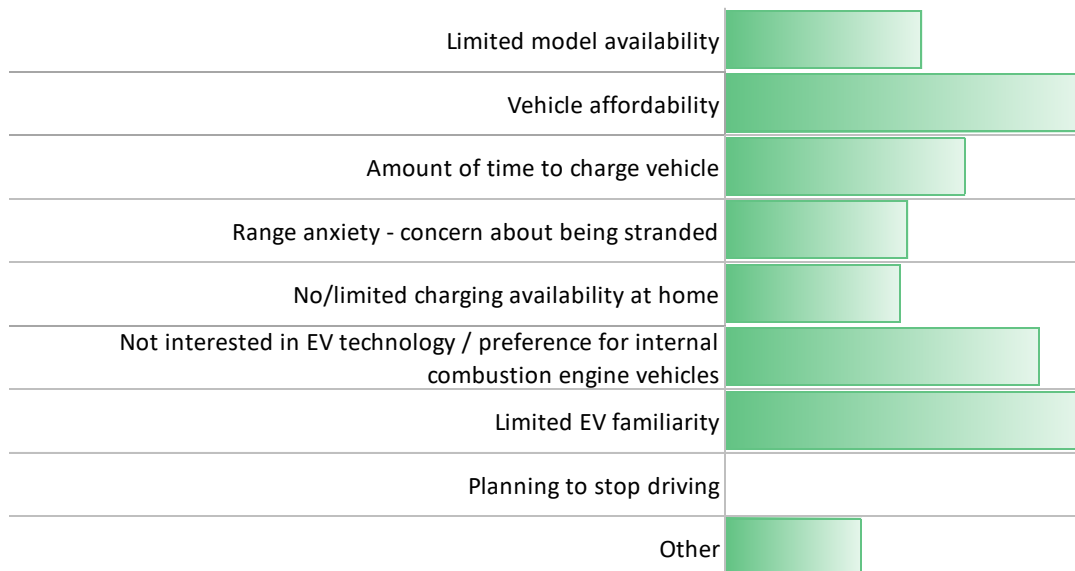 Limited model availability
Vehicle affordability
Amount of time to charge vehicle
Range anxiety - concern about being stranded
No/limited charging availability at home
Not interested in EV technology / preference for internal
combustion engine vehicles
Limited EV familiarity
Planning to stop driving
Other